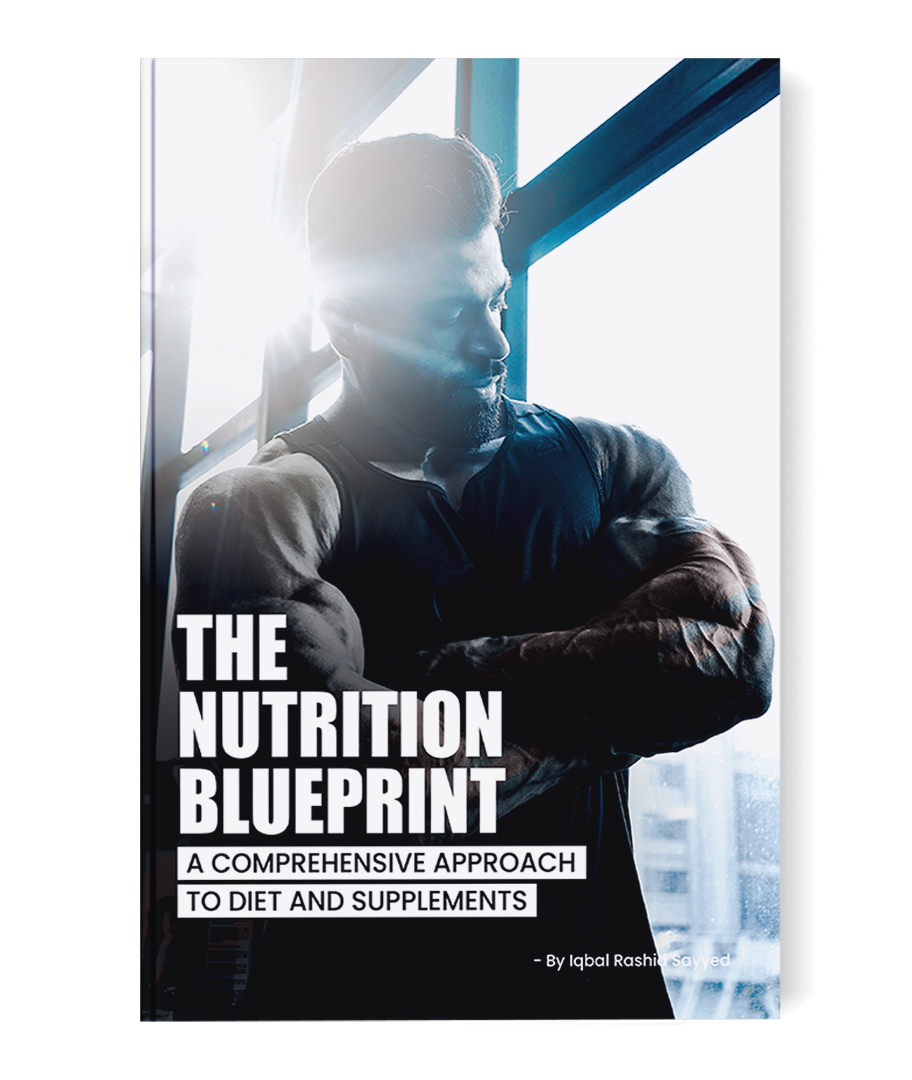 THE
NUTRITION
BLUEPRINT
A COMPREHENSIVE APPROACH
TO DIET AND SUPPLEMENTS
- By Iqbal Rashid Sayyed